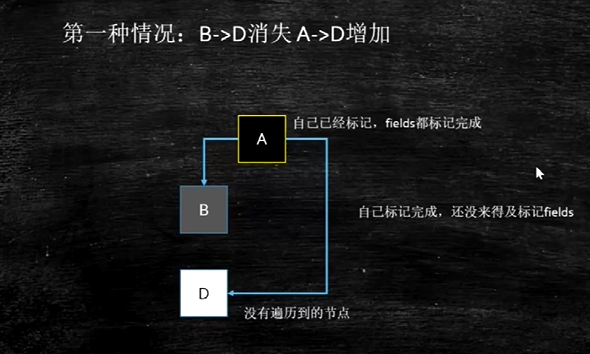 第一种情况：B->D消失 A->D增加
A
自己已经标记，fields都标记完成
B
自己标记完成，还没来得及标记fields
D
没有遍历到的节点